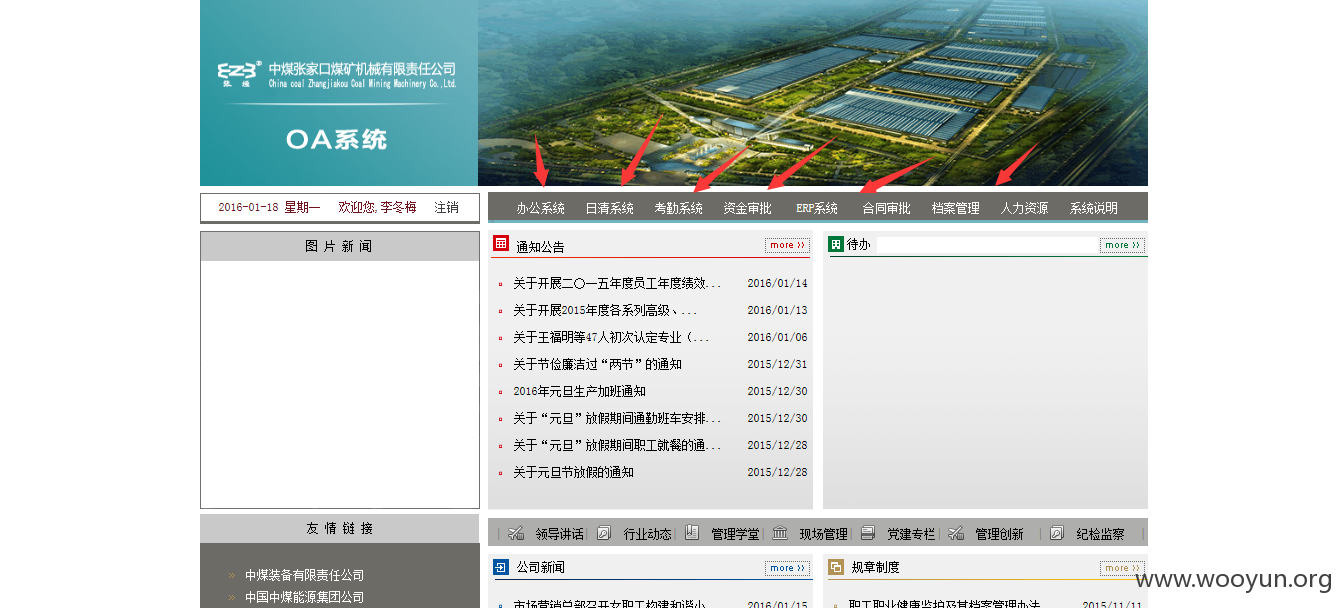 中煤张家口煤矿机械有限责任公司
China coal Zhangjiakou Coal Mining Machinery Co.,Ltd.
OA系统
2016-01-18 星期一 欢迎您,李冬梅 注销
办公系统 日清系统 考勤系统 资金审批 ERP系统 合同审批 档案管理 人力资源 系统说明
图片新闻
通知公告 more >>
关于开展二〇一五年度员工年度绩效... 2016/01/14
关于开展2015年度各系列高级、... 2016/01/13
关于王福明等47人初次认定专业(... 2016/01/06
关于节俭廉洁过“两节”的通知 2015/12/31
2016年元旦生产加班通知 2015/12/30
关于“元旦”放假期间通勤班车安排... 2015/12/30
关于“元旦”放假期间职工就餐的通... 2015/12/28
关于元旦节放假的通知 2015/12/28
待办 more >>
友情链接
» 中煤装备有限责任公司
» 中国中煤能源集团公司
领导讲话 行业动态 管理学堂 现场管理 党建专栏 管理创新 纪检监察
公司新闻 more >>
市场营销总部召开女职工构建和谐小... 2016/01/15
规章制度 more >>
职工职业健康监护及其档案管理办法 2015/11/11
www.wooyun.org